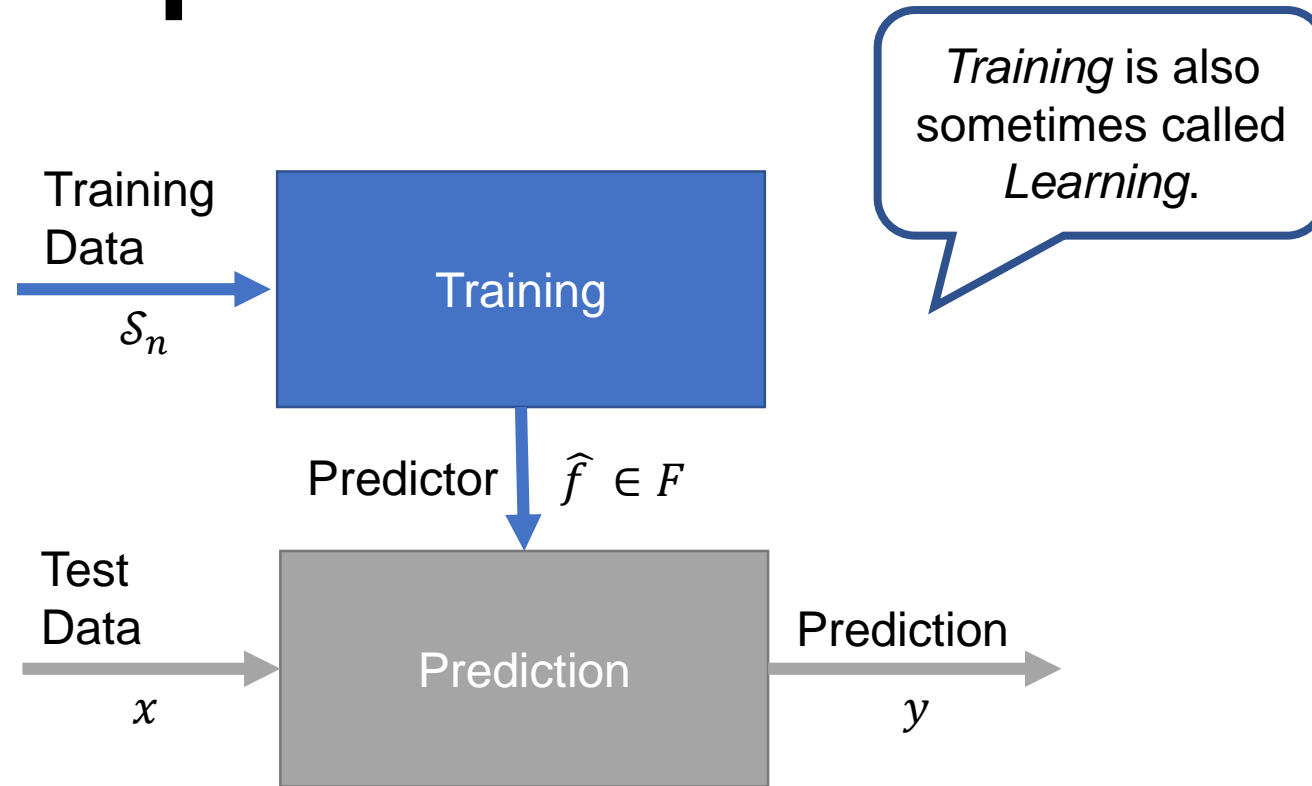 Training is also
sometimes called
Learning.
Training
Data
𝒮ₙ
Training
Predictor f̂ ∈ F
Test
Data
x
Prediction
Prediction
y